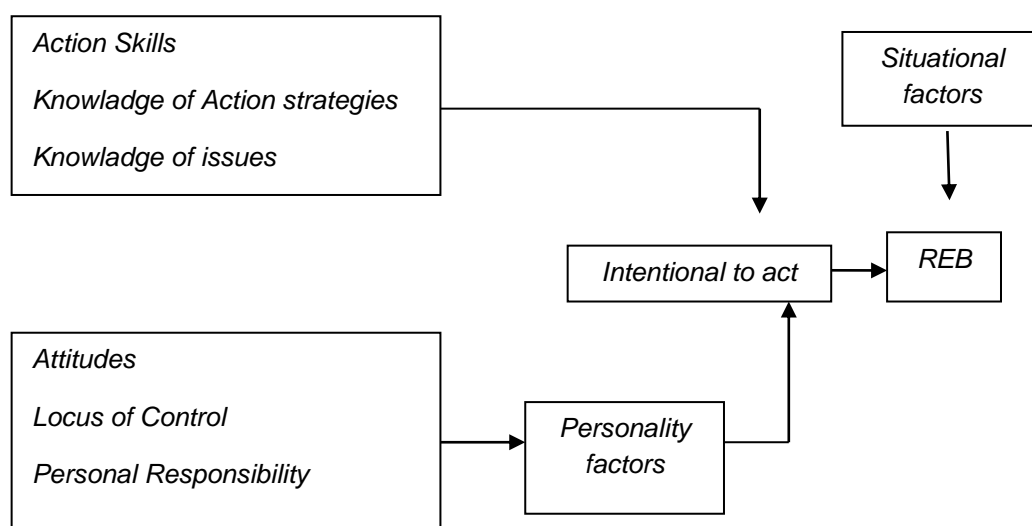 Action Skills
Knowladge of Action strategies
Knowladge of issues
Situational
factors
Intentional to act
REB
Attitudes
Locus of Control
Personal Responsibility
Personality
factors